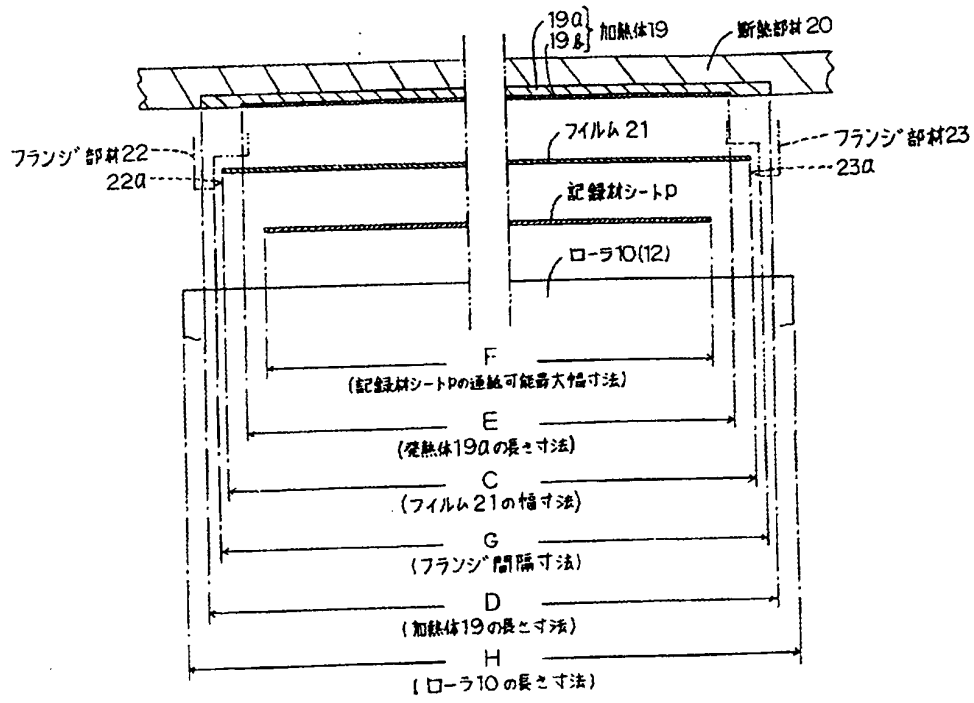 19a
19b } 加熱体19
断熱部材20
フランジ部材22
22a
フイルム21
フランジ部材23
23a
記録材シートP
ローラ10(12)
F
(記録材シートPの通紙可能最大幅寸法)
E
(発熱体19aの長さ寸法)
C
(フイルム21の幅寸法)
G
(フランジ間隔寸法)
D
(加熱体19の長さ寸法)
H
(ローラ10の長さ寸法)